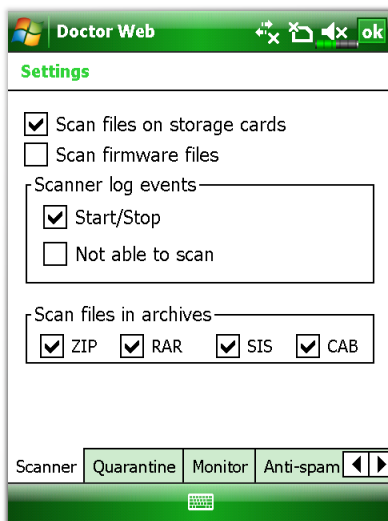 Doctor Web ok
Settings
Scan files on storage cards
Scan firmware files
Scanner log events
Start/Stop
Not able to scan
Scan files in archives
ZIP RAR SIS CAB
Scanner Quarantine Monitor Anti-spam